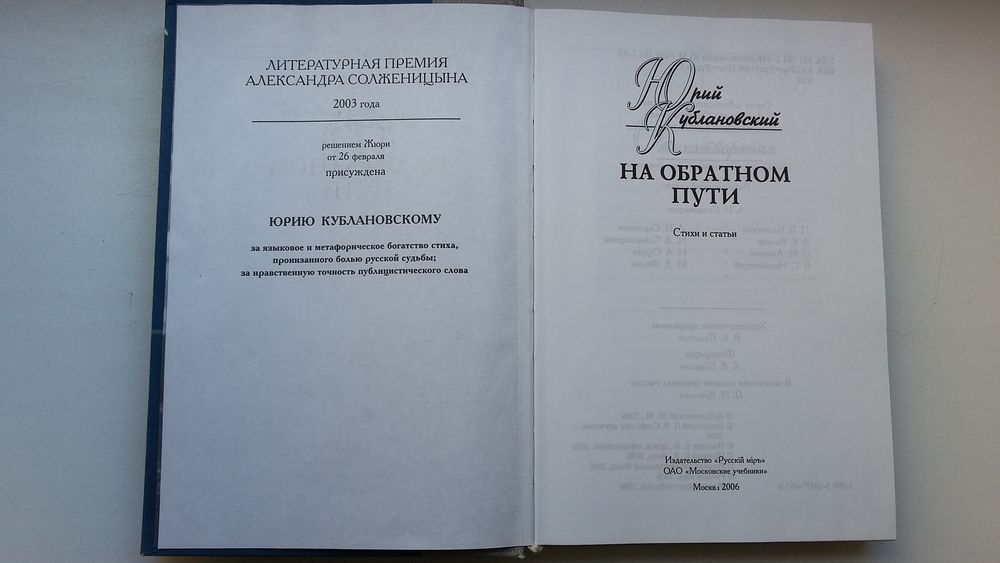 ЛИТЕРАТУРНАЯ ПРЕМИЯ
АЛЕКСАНДРА СОЛЖЕНИЦЫНА
2003 года
решением Жюри
от 26 февраля
присуждена
ЮРИЮ КУБЛАНОВСКОМУ
за языковое и метафорическое богатство стиха,
пронизанного болью русской судьбы;
за нравственную точность публицистического слова
Юрий
Кублановский
НА ОБРАТНОМ
ПУТИ
Стихи и статьи
Издательство «Русскiй мiръ»
ОАО «Московские учебники»
Москва 2006